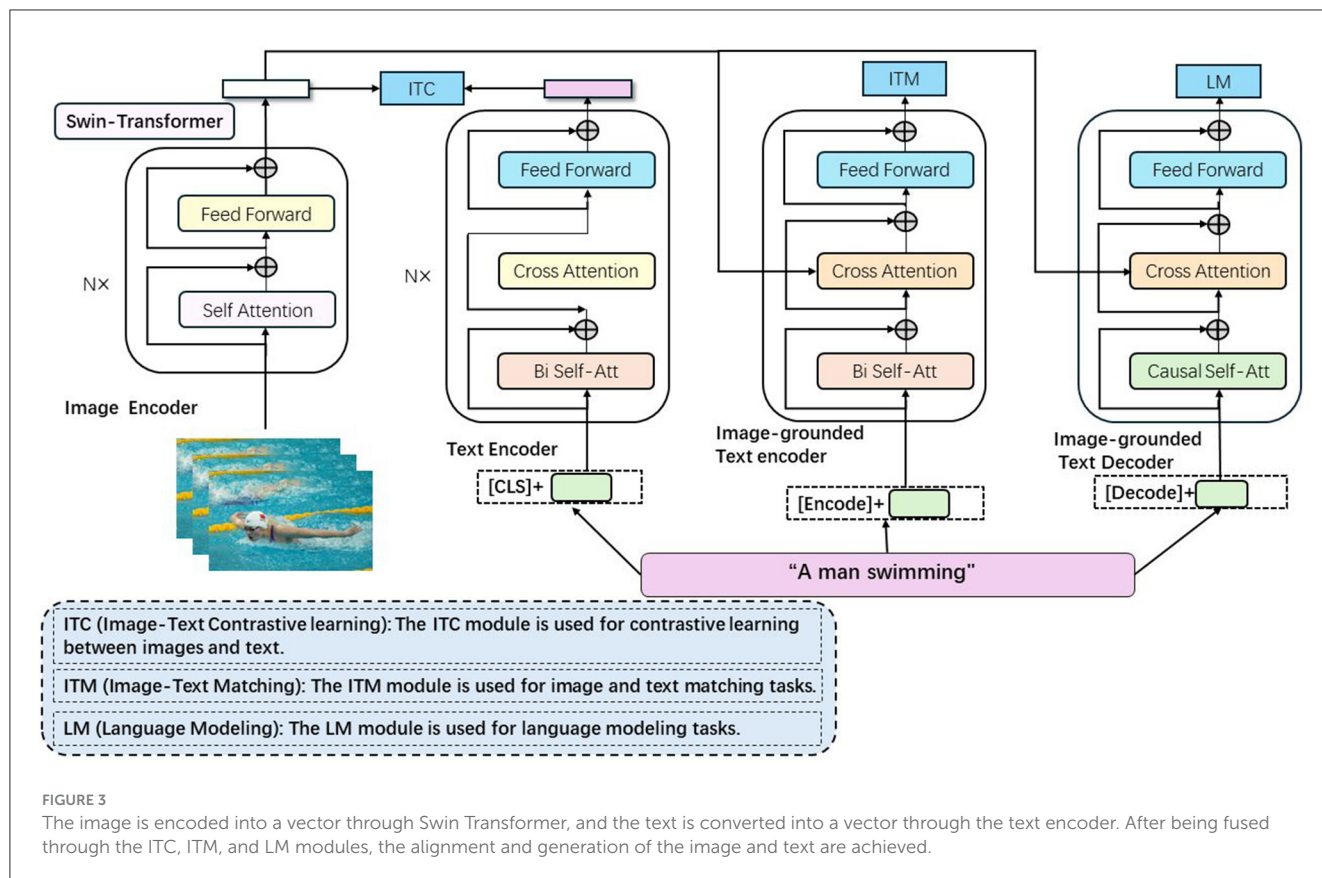 ITC
ITM
LM
Swin-Transformer
Feed Forward
Self Attention
N×
Image Encoder
Feed Forward
Cross Attention
Bi Self-Att
N×
Text Encoder
[CLS]+
Feed Forward
Cross Attention
Bi Self-Att
Image-grounded
Text encoder
[Encode]+
Feed Forward
Cross Attention
Causal Self-Att
Image-grounded
Text Decoder
[Decode]+
“A man swimming"
ITC (Image-Text Contrastive learning): The ITC module is used for contrastive learning
between images and text.
ITM (Image-Text Matching): The ITM module is used for image and text matching tasks.
LM (Language Modeling): The LM module is used for language modeling tasks.
FIGURE 3
The image is encoded into a vector through Swin Transformer, and the text is converted into a vector through the text encoder. After being fused
through the ITC, ITM, and LM modules, the alignment and generation of the image and text are achieved.